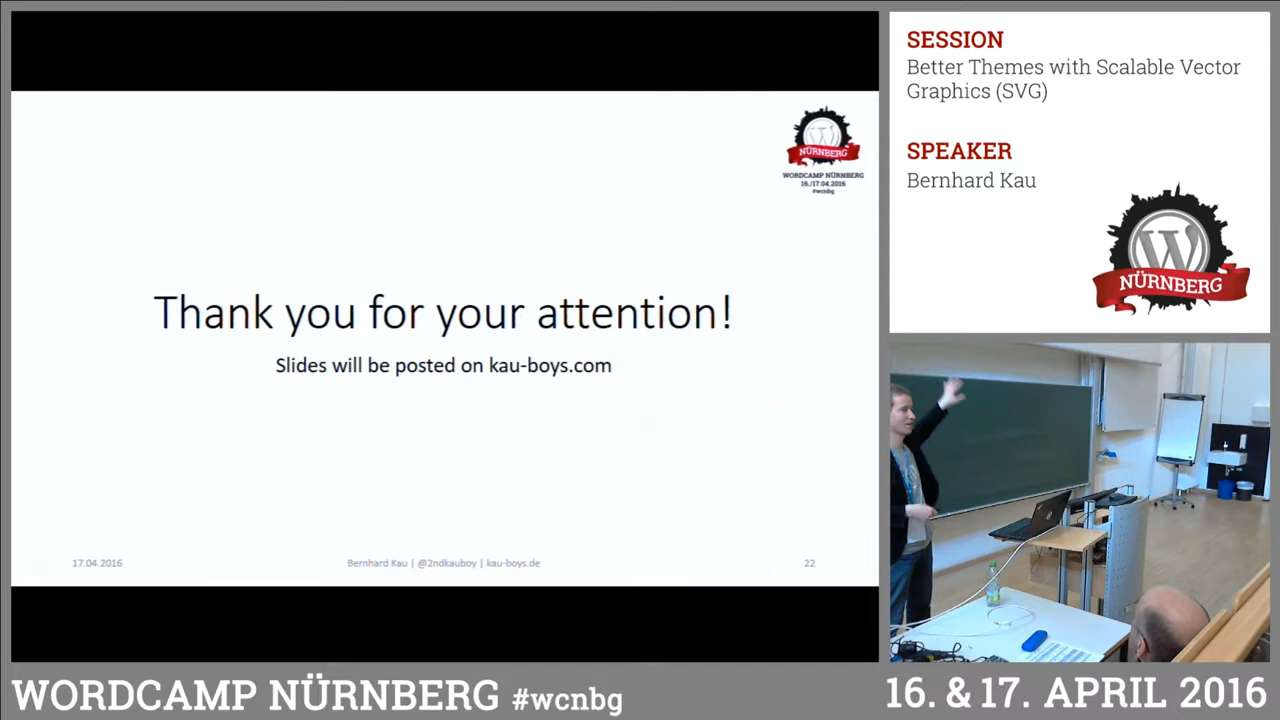 NÜRNBERG
WORDCAMP NÜRNBERG
16./17.04.2016
#wcnbg
Thank you for your attention!
Slides will be posted on kau-boys.com
17.04.2016
Bernhard Kau | @2ndkauboy | kau-boys.de
22
SESSION
Better Themes with Scalable Vector
Graphics (SVG)
SPEAKER
Bernhard Kau
W
NÜRNBERG
WORDCAMP NÜRNBERG #wcnbg
16. & 17. APRIL 2016